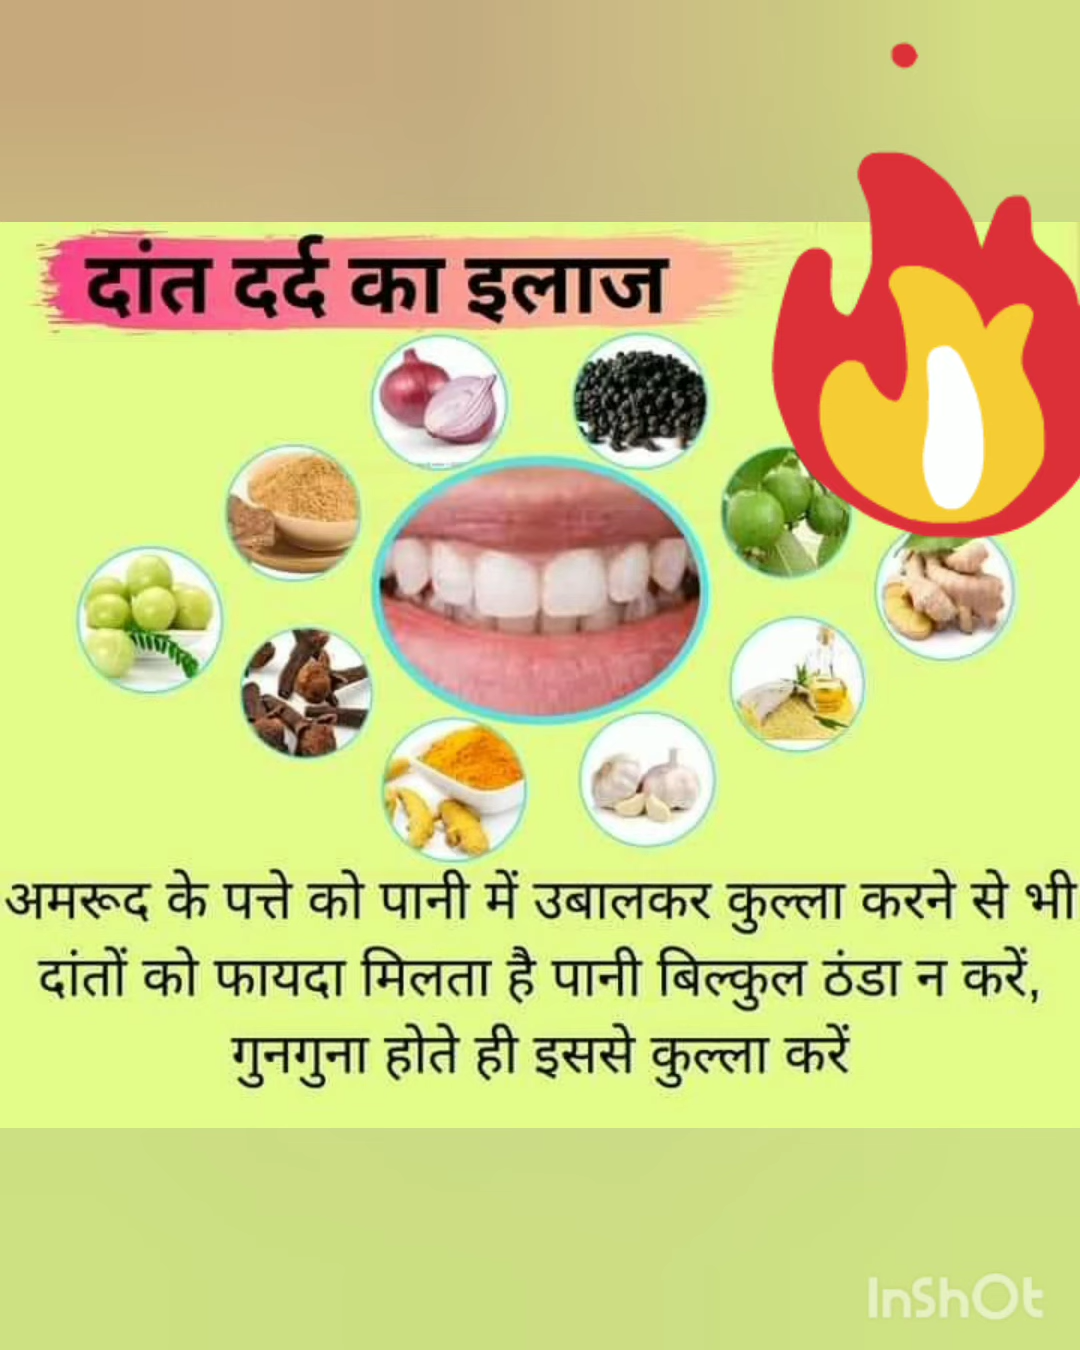 दांत दर्द का इलाज
अमरूद के पत्ते को पानी में उबालकर कुल्ला करने से भी
दांतों को फायदा मिलता है पानी बिल्कुल ठंडा न करें,
गुनगुना होते ही इससे कुल्ला करें
InShOt